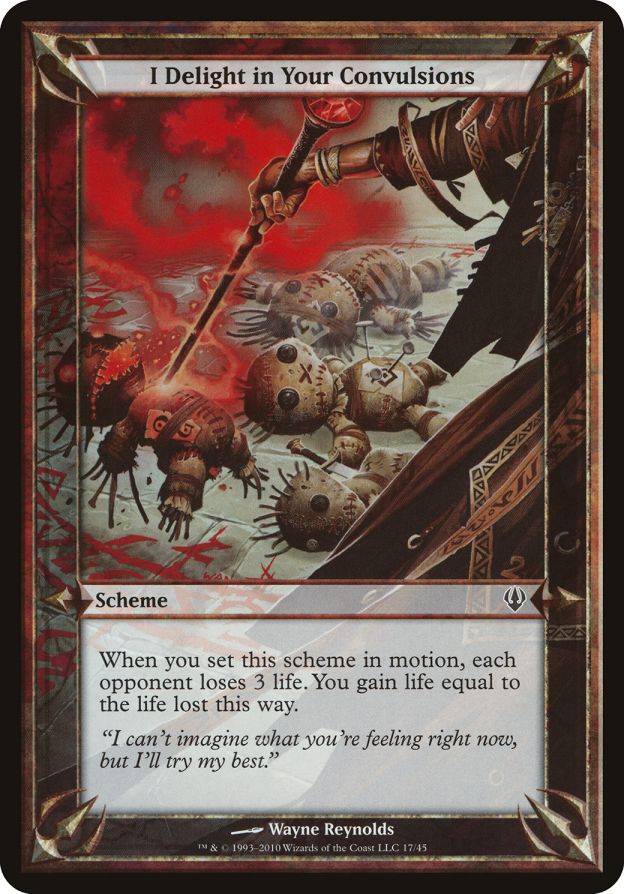 I Delight in Your Convulsions
Scheme
When you set this scheme in motion, each
opponent loses 3 life. You gain life equal to
the life lost this way.
“I can’t imagine what you’re feeling right now,
but I’ll try my best.”
Wayne Reynolds
™ & © 1993–2010 Wizards of the Coast LLC 17/45